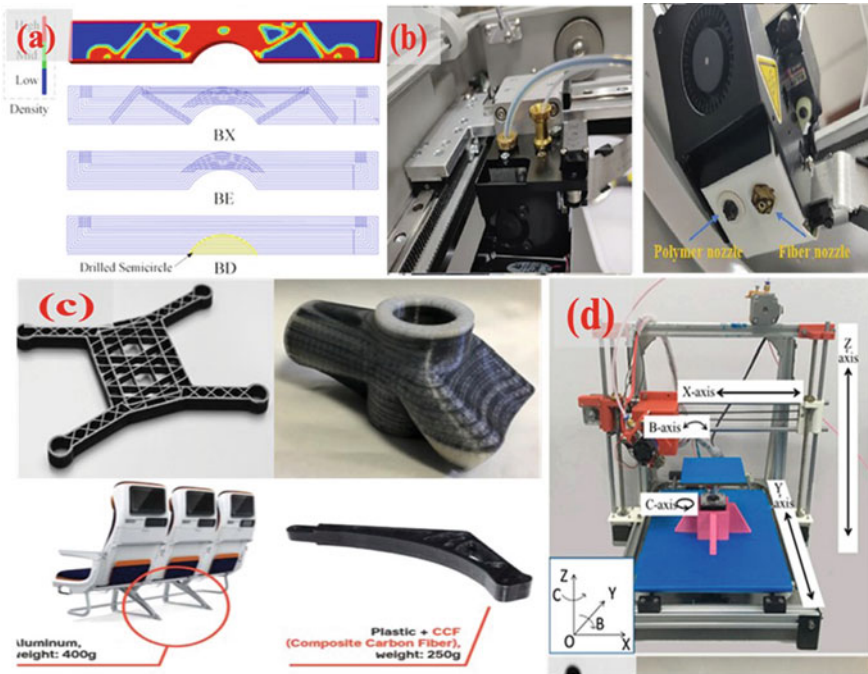 (a)
High
Mid
Low
Density
BX
BE
Drilled Semicircle
BD
(b)
Polymer nozzle
Fiber nozzle
(c)
weight: 400g
Plastic + CCF
(Composite Carbon Fiber),
weight: 250g
(d)
Z-axis
X-axis
B-axis
Y-axis
C-axis
Z
C
Y
B
O
X